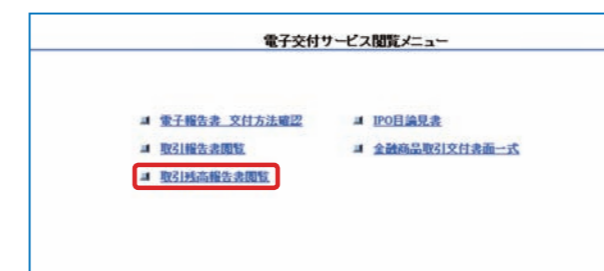 電子交付サービス閲覧メニュー
電子報告書 交付方法確認
IPO目論見書
取引報告書閲覧
金融商品取引交付書面一式
取引残高報告書閲覧